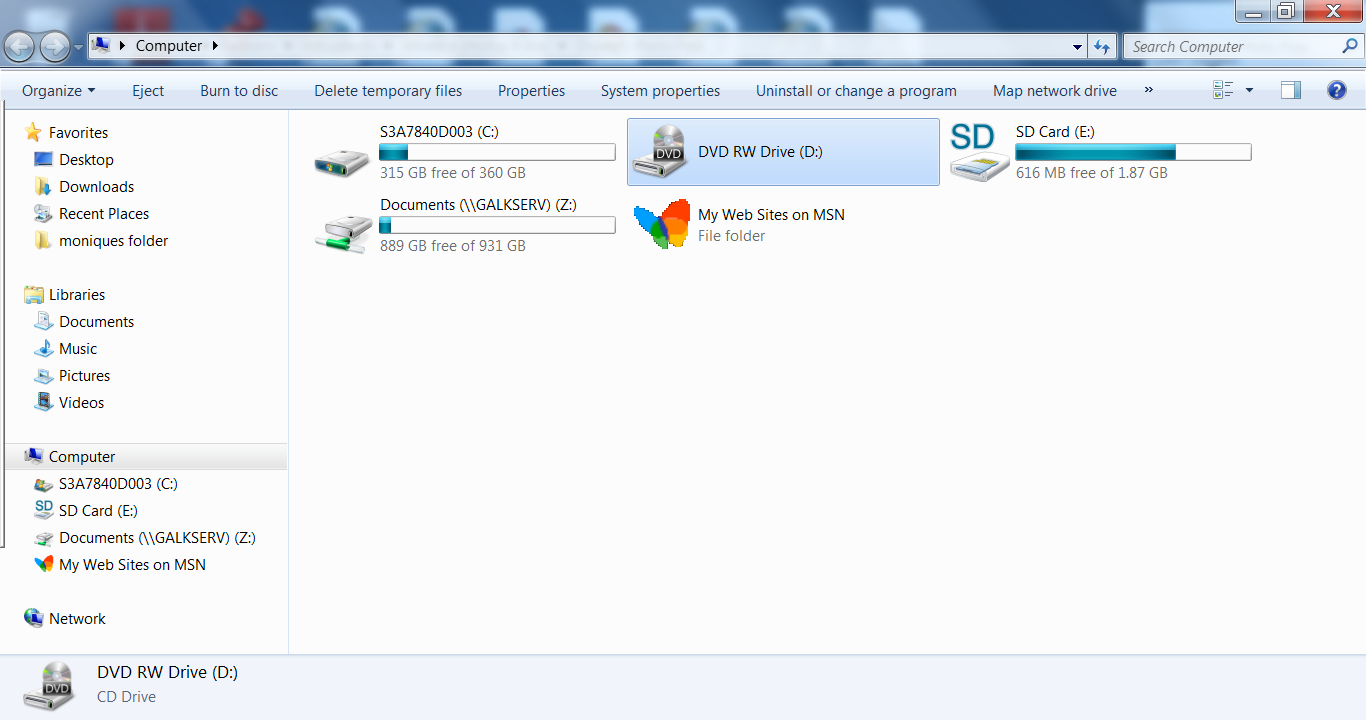 Computer
Search Computer
Organize Eject Burn to disc Delete temporary files Properties System properties Uninstall or change a program Map network drive »
Favorites
Desktop
Downloads
Recent Places
moniques folder
Libraries
Documents
Music
Pictures
Videos
Computer
S3A7840D003 (C:)
SD Card (E:)
Documents (\\GALKSERV) (Z:)
My Web Sites on MSN
Network
S3A7840D003 (C:)
315 GB free of 360 GB
DVD
DVD RW Drive (D:)
SD
SD Card (E:)
616 MB free of 1.87 GB
Documents (\\GALKSERV) (Z:)
889 GB free of 931 GB
My Web Sites on MSN
File folder
DVD
DVD RW Drive (D:)
CD Drive